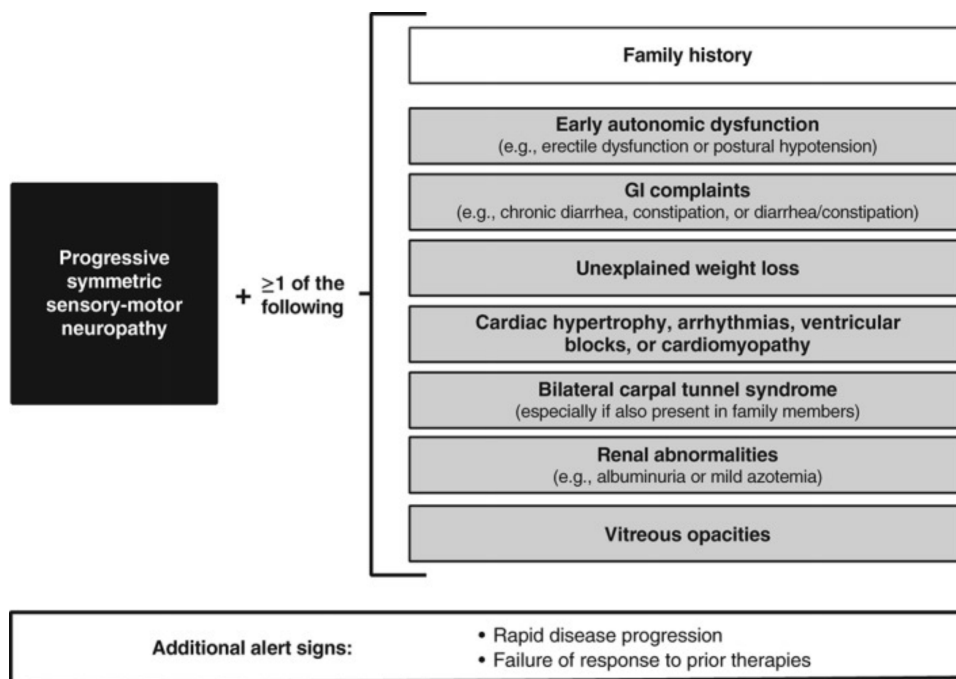 Family history
Early autonomic dysfunction
(e.g., erectile dysfunction or postural hypotension)
GI complaints
(e.g., chronic diarrhea, constipation, or diarrhea/constipation)
Progressive
symmetric
sensory-motor
neuropathy
+ ≥1 of the
following
Unexplained weight loss
Cardiac hypertrophy, arrhythmias, ventricular
blocks, or cardiomyopathy
Bilateral carpal tunnel syndrome
(especially if also present in family members)
Renal abnormalities
(e.g., albuminuria or mild azotemia)
Vitreous opacities
Additional alert signs:
• Rapid disease progression
• Failure of response to prior therapies